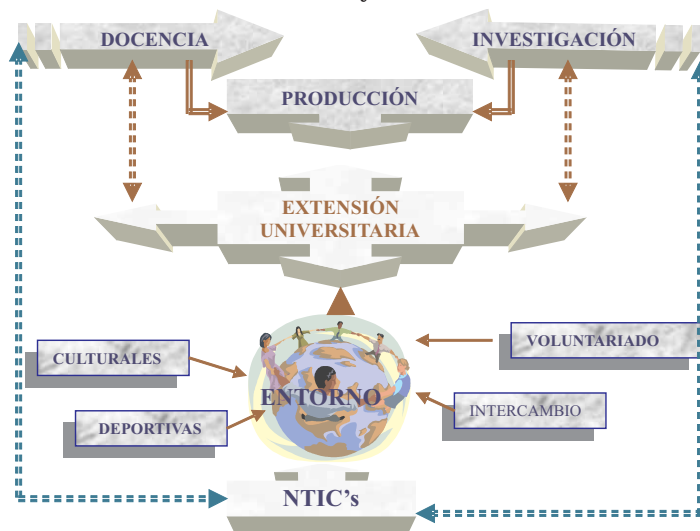 DOCENCIA
INVESTIGACIÓN
PRODUCCIÓN
EXTENSIÓN
UNIVERSITARIA
CULTURALES
VOLUNTARIADO
ENTORNO
DEPORTIVAS
INTERCAMBIO
NTIC's